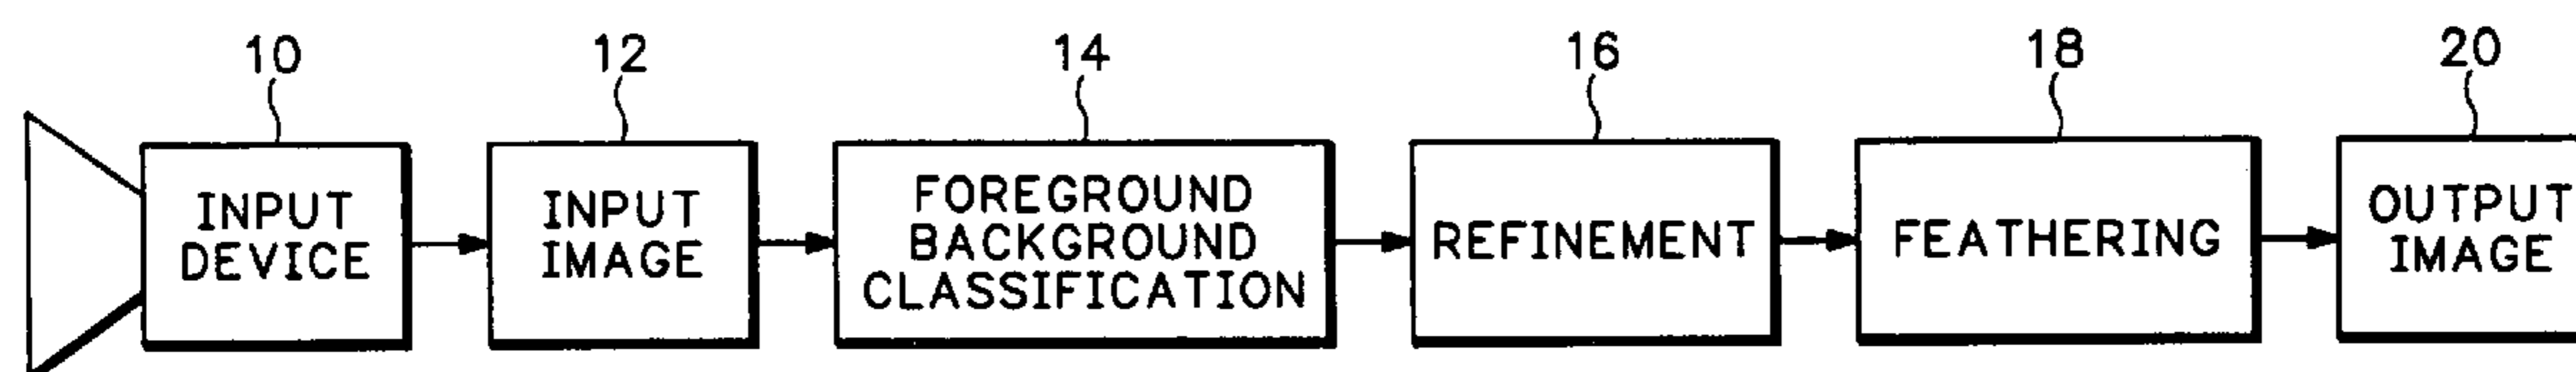 10
12
14
16
18
20
INPUT
DEVICE
INPUT
IMAGE
FOREGROUND
BACKGROUND
CLASSIFICATION
REFINEMENT
FEATHERING
OUTPUT
IMAGE